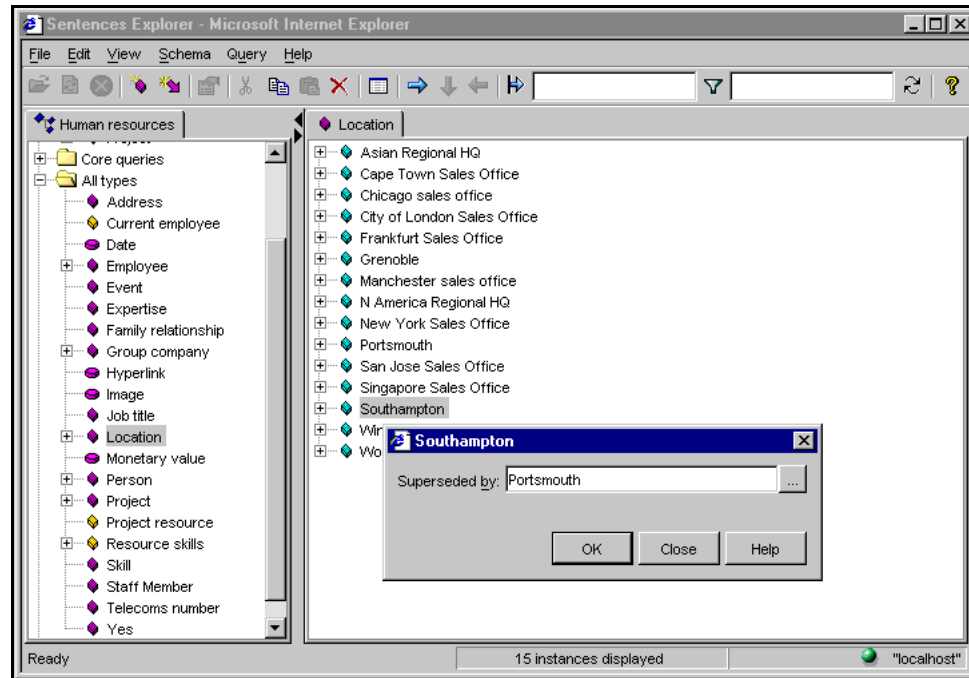 Sentences Explorer - Microsoft Internet Explorer
File Edit View Schema Query Help
Human resources
Core queries
All types
Address
Current employee
Date
Employee
Event
Expertise
Family relationship
Group company
Hyperlink
Image
Job title
Location
Monetary value
Person
Project
Project resource
Resource skills
Skill
Staff Member
Telecoms number
Yes
Location
Asian Regional HQ
Cape Town Sales Office
Chicago sales office
City of London Sales Office
Frankfurt Sales Office
Grenoble
Manchester sales office
N America Regional HQ
New York Sales Office
Portsmouth
San Jose Sales Office
Singapore Sales Office
Southampton
Southampton
Superseded by: Portsmouth ...
OK Close Help
Ready 15 instances displayed "localhost"